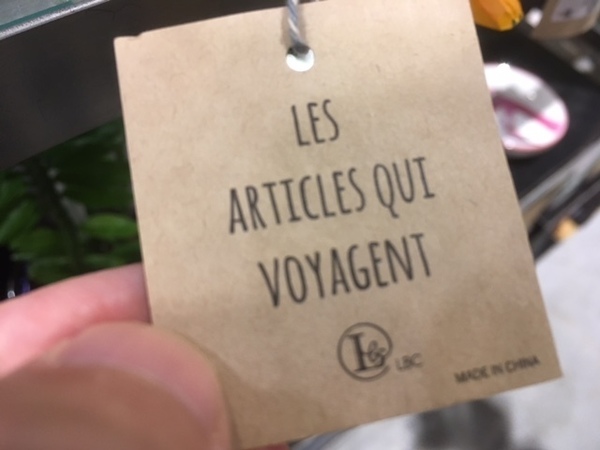 LES
ARTICLES QUI
VOYAGENT
L&C LBC
MADE IN CHINA